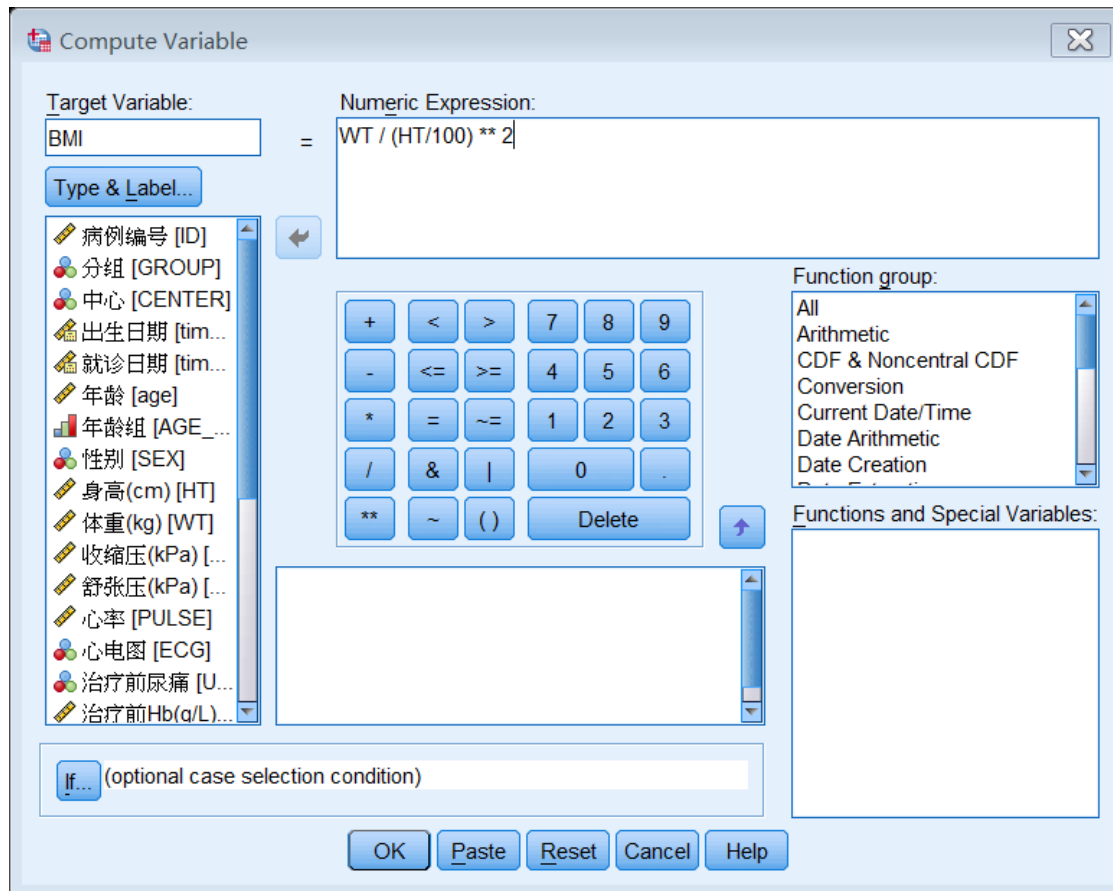 Compute Variable
Target Variable:
BMI
=
Numeric Expression:
WT / (HT/100) ** 2
Type & Label...
病例编号 [ID]
分组 [GROUP]
中心 [CENTER]
出生日期 [tim...
就诊日期 [tim...
年龄 [age]
年龄组 [AGE_...
性别 [SEX]
身高(cm) [HT]
体重(kg) [WT]
收缩压(kPa) [...
舒张压(kPa) [...
心率 [PULSE]
心电图 [ECG]
治疗前尿痛 [U...
治疗前Hb(g/L)...
+ < > 7 8 9
- <= >= 4 5 6
* = ~= 1 2 3
/ & | 0 .
** ~ ( ) Delete
Function group:
All
Arithmetic
CDF & Noncentral CDF
Conversion
Current Date/Time
Date Arithmetic
Date Creation
Functions and Special Variables:
If... (optional case selection condition)
OK Paste Reset Cancel Help